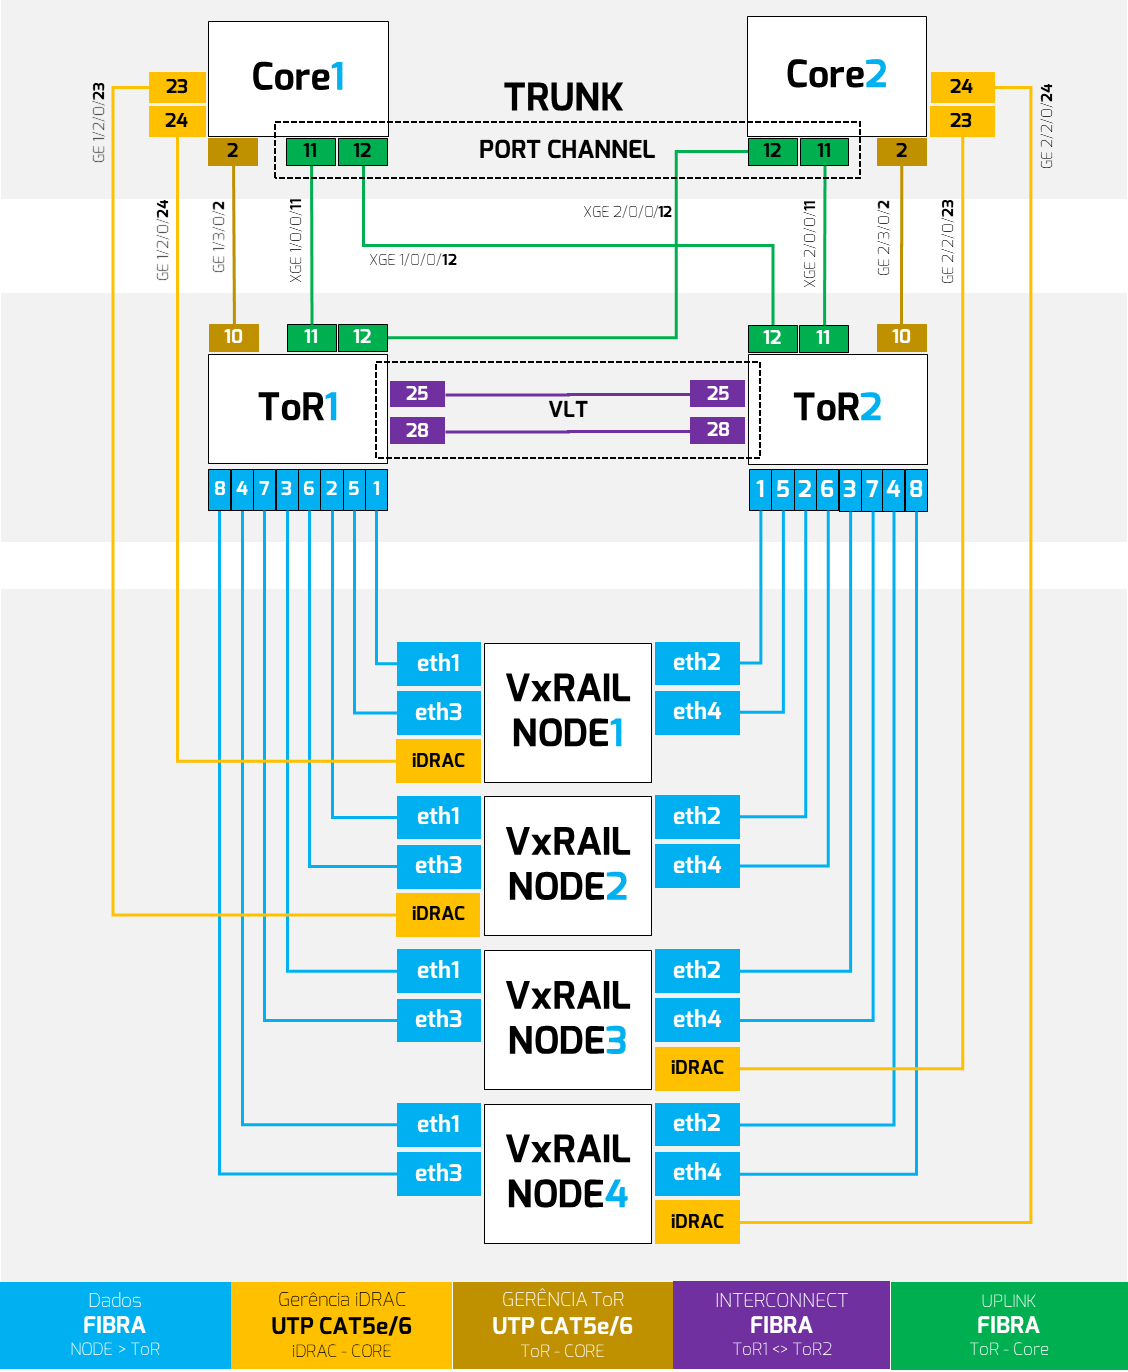 Core1
Core2
TRUNK
PORT CHANNEL
23
24
24
23
2
11
12
12
11
2
GE 1/2/0/23
GE 1/2/0/24
GE 1/3/0/2
XGE 1/0/0/11
XGE 1/0/0/12
XGE 2/0/0/12
XGE 2/0/0/11
GE 2/3/0/2
GE 2/2/0/23
GE 2/2/0/24
10
11
12
12
11
10
ToR1
25
28
VLT
25
28
ToR2
8 4 7 3 6 2 5 1
1 5 2 6 3 7 4 8
eth1
eth3
iDRAC
VxRAIL
NODE1
eth2
eth4
eth1
eth3
iDRAC
VxRAIL
NODE2
eth2
eth4
eth1
eth3
VxRAIL
NODE3
eth2
eth4
iDRAC
eth1
eth3
VxRAIL
NODE4
eth2
eth4
iDRAC
Dados
FIBRA
NODE > ToR
Gerência iDRAC
UTP CAT5e/6
iDRAC - CORE
GERÊNCIA ToR
UTP CAT5e/6
ToR - CORE
INTERCONNECT
FIBRA
ToR1 <> ToR2
UPLINK
FIBRA
ToR - Core